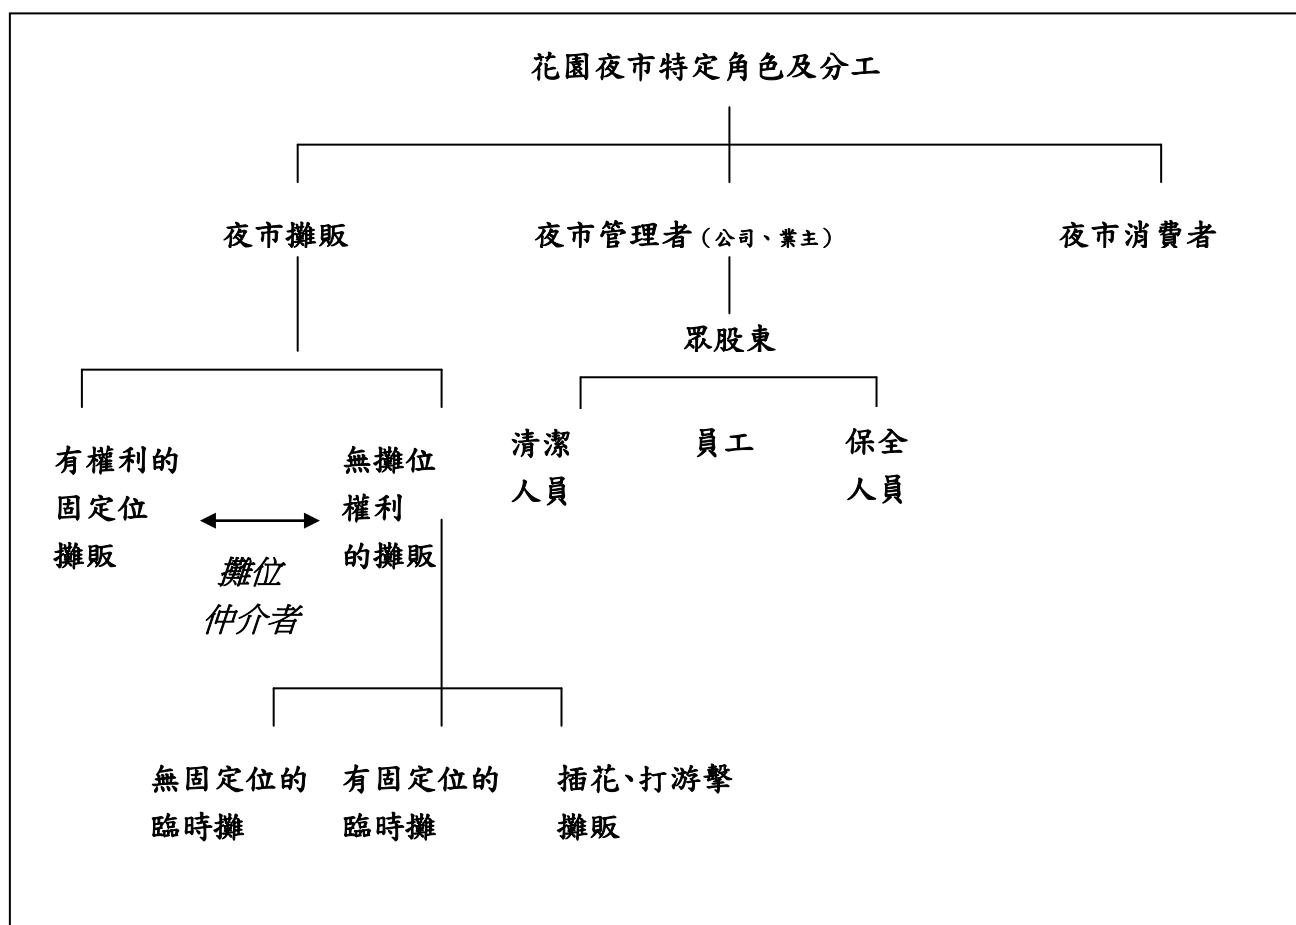 花園夜市特定角色及分工
夜市攤販
夜市管理者（公司、業主）
夜市消費者
眾股東
有權利的
固定位
攤販
無攤位
權利
的攤販
攤位
仲介者
清潔
人員
員工
保全
人員
無固定位的
臨時攤
有固定位的
臨時攤
插花、打游擊
攤販